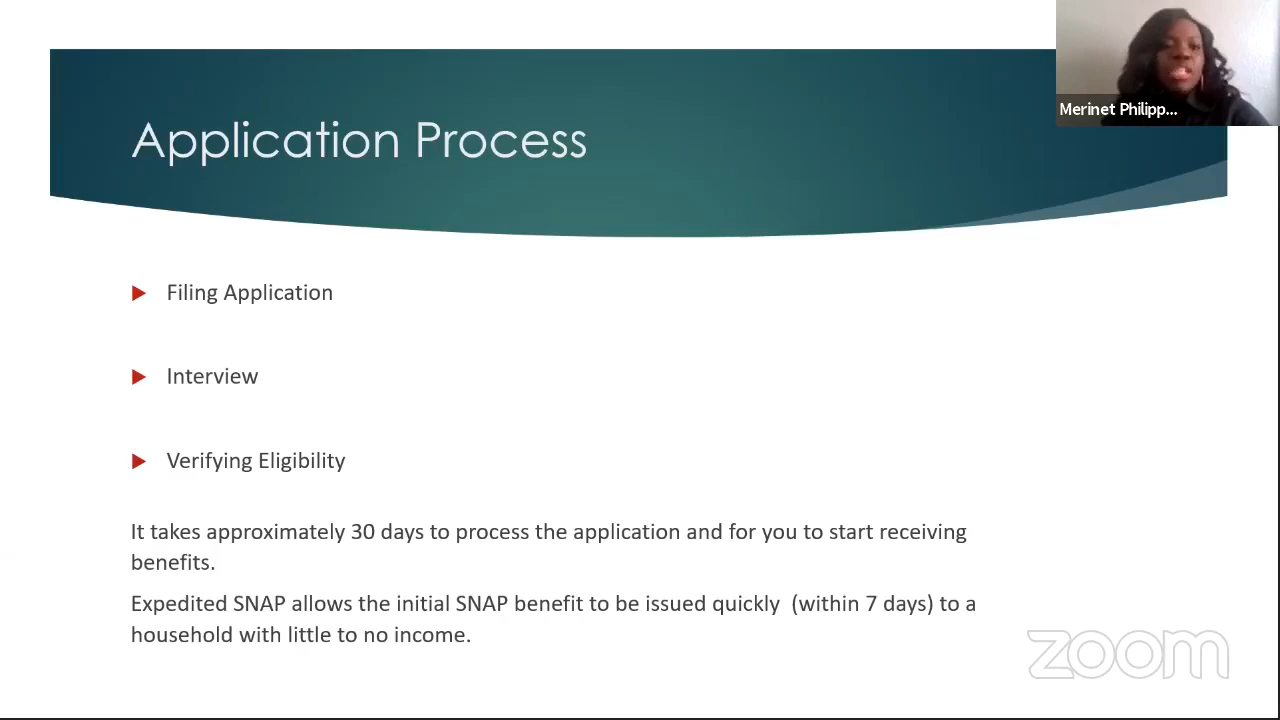 Application Process
Merinet Philipp...
Filing Application
Interview
Verifying Eligibility
It takes approximately 30 days to process the application and for you to start receiving
benefits.
Expedited SNAP allows the initial SNAP benefit to be issued quickly  (within 7 days) to a
household with little to no income.
zoom